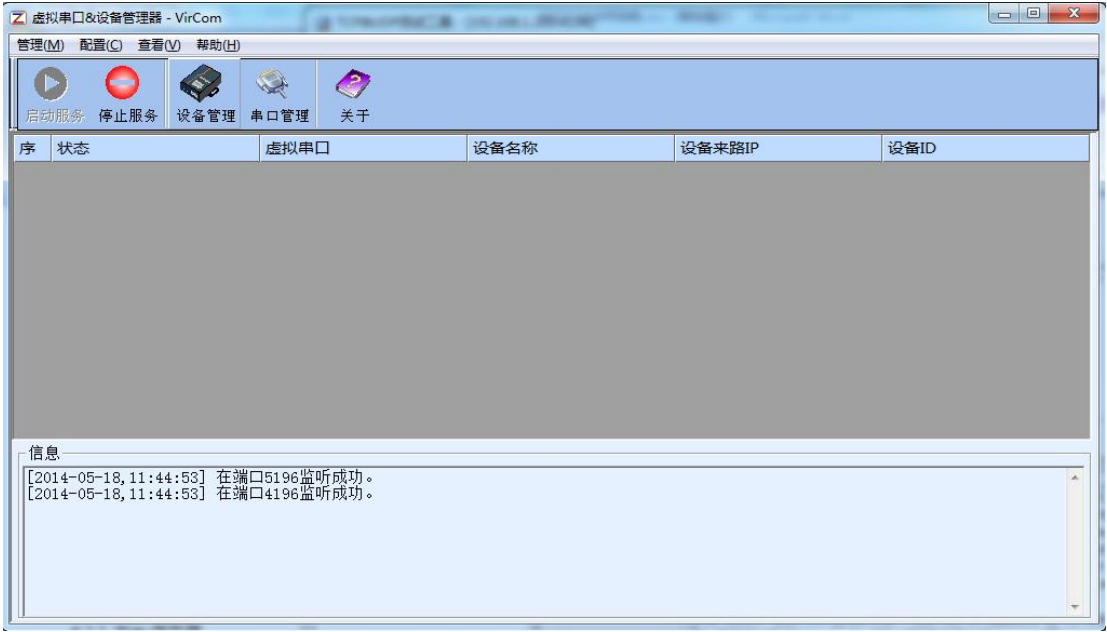 虚拟串口&设备管理器 - VirCom
管理(M) 配置(C) 查看(V) 帮助(H)
启动服务 停止服务 设备管理 串口管理 关于
序 状态 虚拟串口 设备名称 设备来路IP 设备ID
信息
[2014-05-18,11:44:53] 在端口5196监听成功。
[2014-05-18,11:44:53] 在端口4196监听成功。